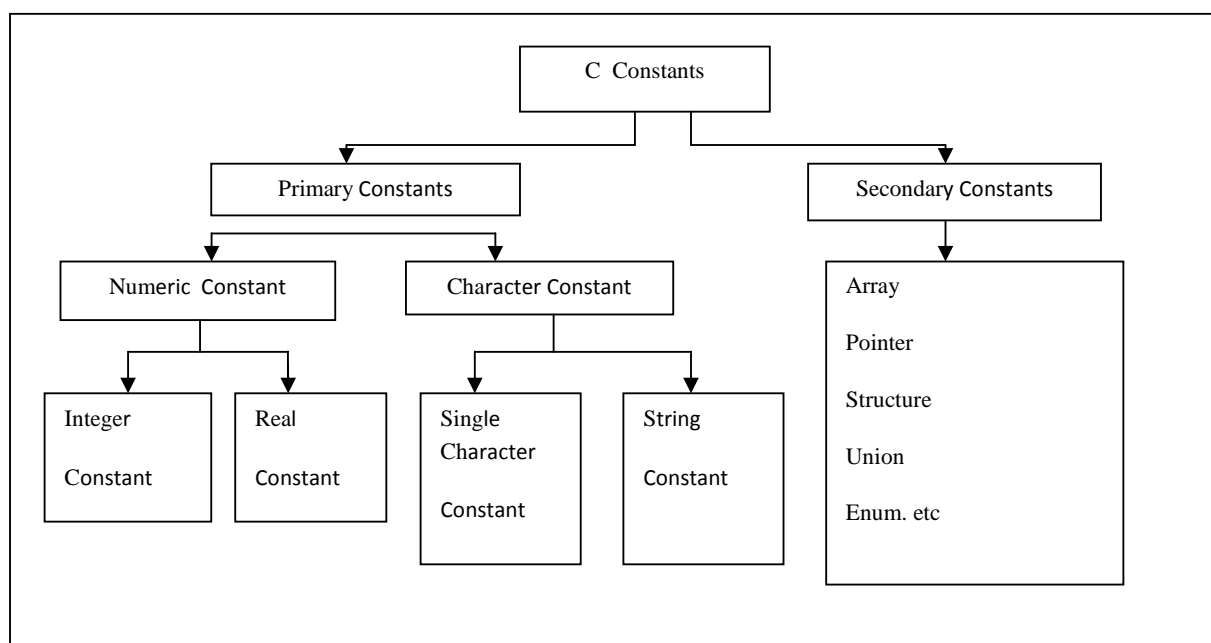 C Constants
Primary Constants
Secondary Constants
Numeric Constant
Character Constant
Integer
Constant
Real
Constant
Single
Character
Constant
String
Constant
Array
Pointer
Structure
Union
Enum. etc